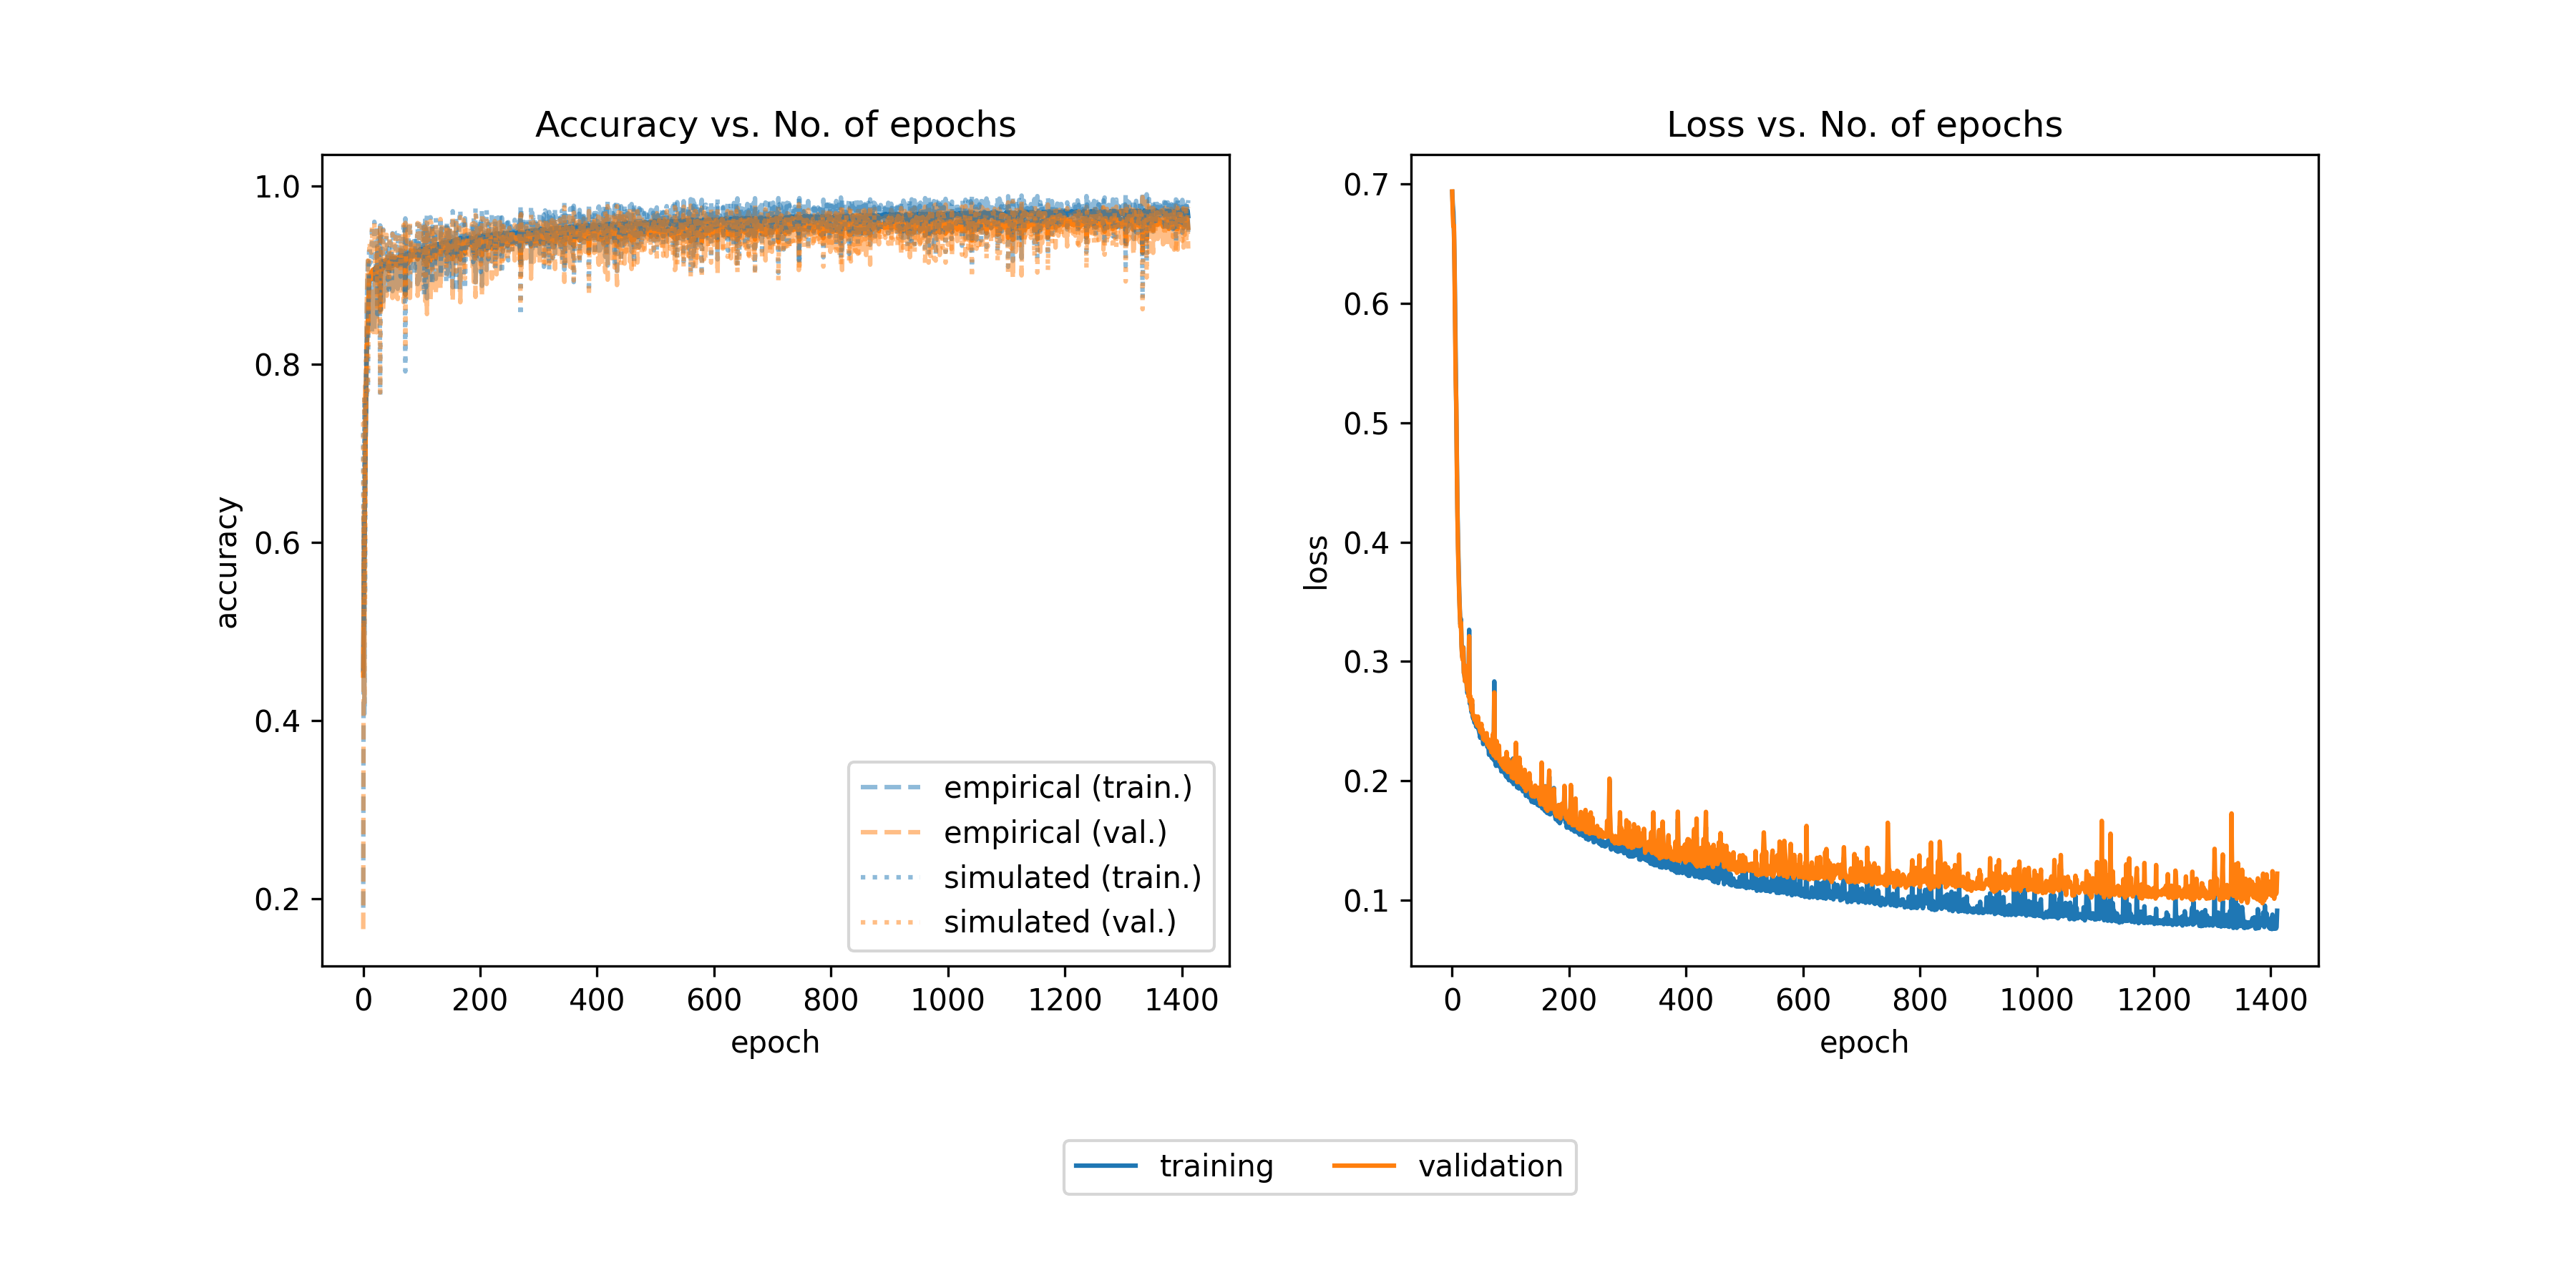 Accuracy vs. No. of epochs
1.0
0.8
0.6
0.4
0.2
accuracy
0 200 400 600 800 1000 1200 1400
epoch
empirical (train.)
empirical (val.)
simulated (train.)
simulated (val.)
Loss vs. No. of epochs
0.7
0.6
0.5
0.4
0.3
0.2
0.1
loss
0 200 400 600 800 1000 1200 1400
epoch
training validation